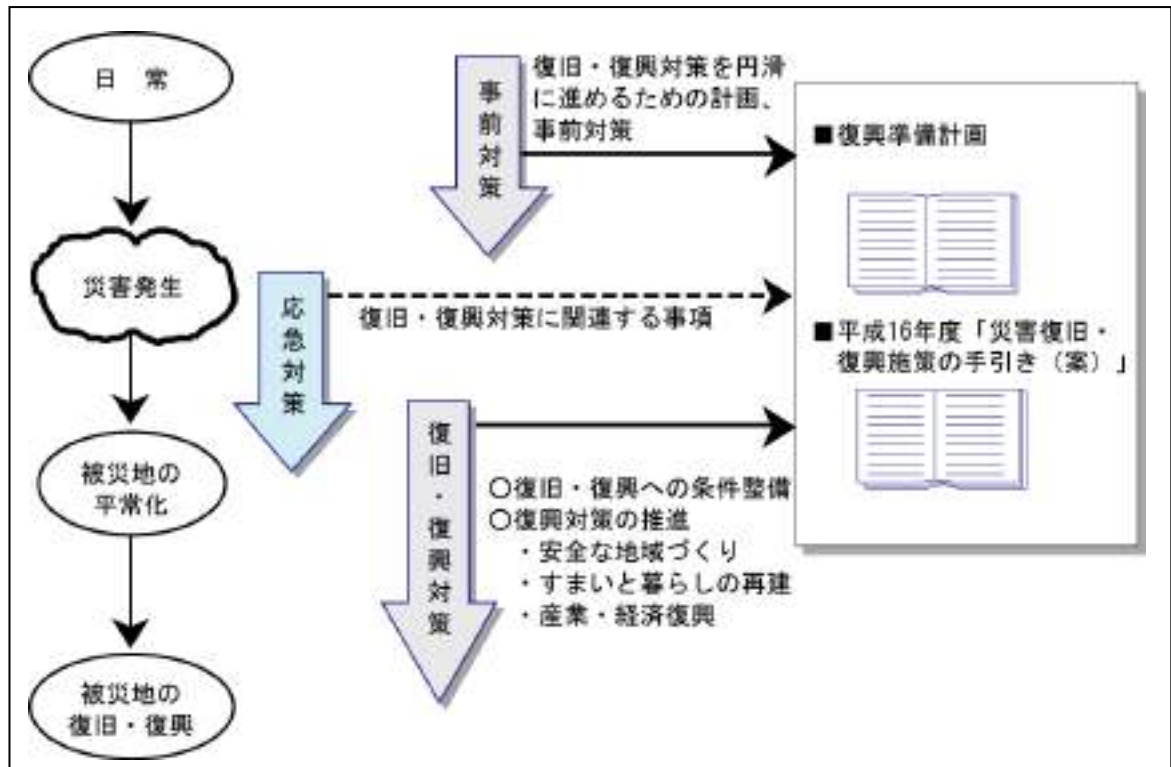 日 常
災害発生
被災地の
平常化
被災地の
復旧・復興
事前対策
復旧・復興対策を円滑
に進めるための計画、
事前対策
応急対策
復旧・復興対策に関連する事項
復旧・復興対策
○復旧・復興への条件整備
○復興対策の推進
・安全な地域づくり
・すまいと暮らしの再建
・産業・経済復興
■復興準備計画
■平成16年度「災害復旧・
復興施策の手引き（案）」